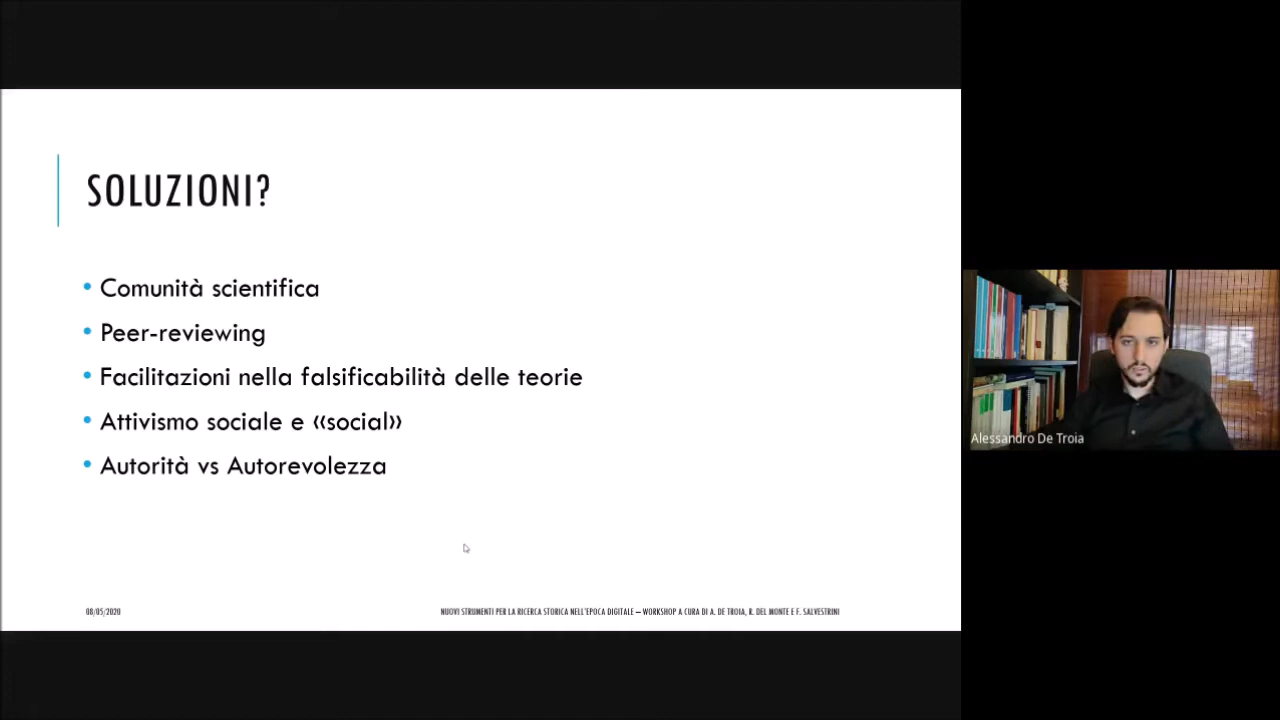 SOLUZIONI?
• Comunità scientifica
• Peer-reviewing
• Facilitazioni nella falsificabilità delle teorie
• Attivismo sociale e «social»
• Autorità vs Autorevolezza
08/05/2020
NUOVI STRUMENTI PER LA RICERCA STORICA NELL'EPOCA DIGITALE – WORKSHOP A CURA DI A. DE TROIA, R. DEL MONTE E F. SALVESTRINI
Alessandro De Troia